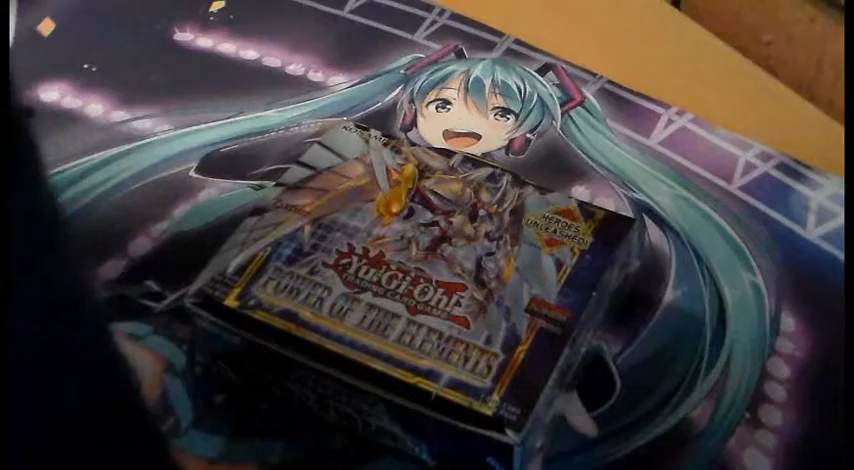 KONAMI
HEROES
UNLEASHED!
Yu-Gi-Oh!
TRADING CARD GAME
POWER OF THE ELEMENTS